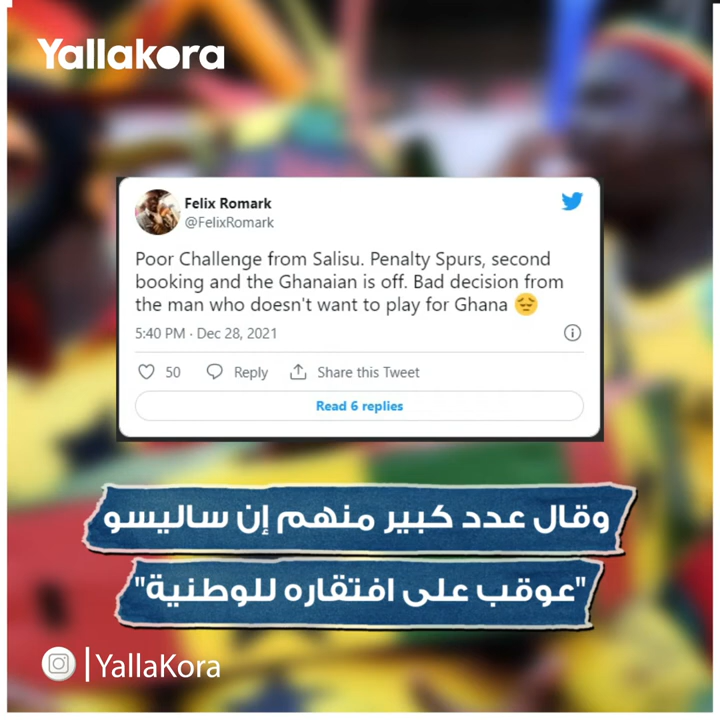 Yallakora
Felix Romark
@FelixRomark
Poor Challenge from Salisu. Penalty Spurs, second
booking and the Ghanaian is off. Bad decision from
the man who doesn't want to play for Ghana 😔
5:40 PM · Dec 28, 2021
50 Reply Share this Tweet
Read 6 replies
وقال عدد كبير منهم إن ساليسو
"عوقب على افتقاره للوطنية"
YallaKora